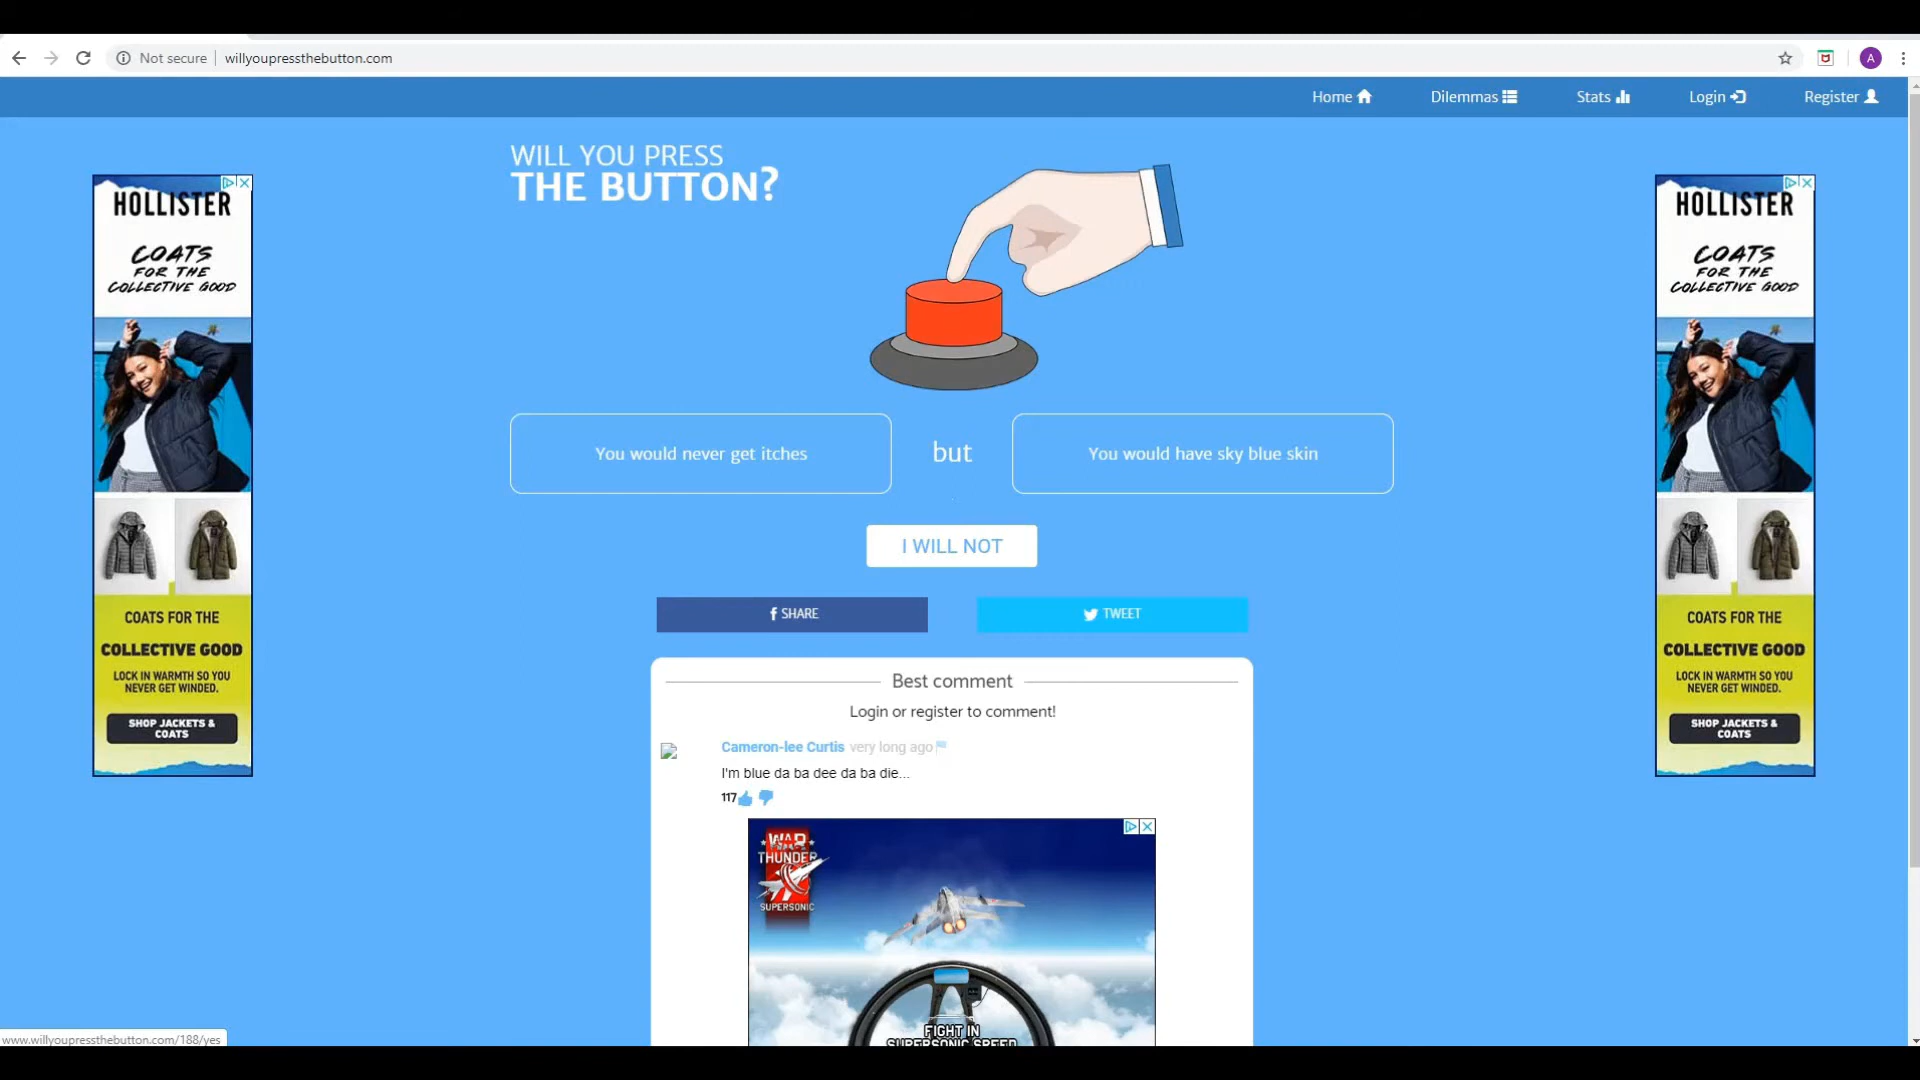 Not secure
willyoupressthebutton.com
A
Home
Dilemmas
Stats
Login
Register
WILL YOU PRESS
THE BUTTON?
HOLLISTER
COATS
FOR THE
COLLECTIVE GOOD
COATS FOR THE
COLLECTIVE GOOD
LOCK IN WARMTH SO YOU
NEVER GET WINDED.
SHOP JACKETS &
COATS
HOLLISTER
COATS
FOR THE
COLLECTIVE GOOD
COATS FOR THE
COLLECTIVE GOOD
LOCK IN WARMTH SO YOU
NEVER GET WINDED.
SHOP JACKETS &
COATS
You would never get itches
but
You would have sky blue skin
I WILL NOT
SHARE
TWEET
Best comment
Login or register to comment!
Cameron-lee Curtis very long ago
I'm blue da ba dee da ba die...
117
WAR
THUNDER
SUPERSONIC
FIGHT IN
SUPERSONIC SPEED
www.willyoupressthebutton.com/188/yes